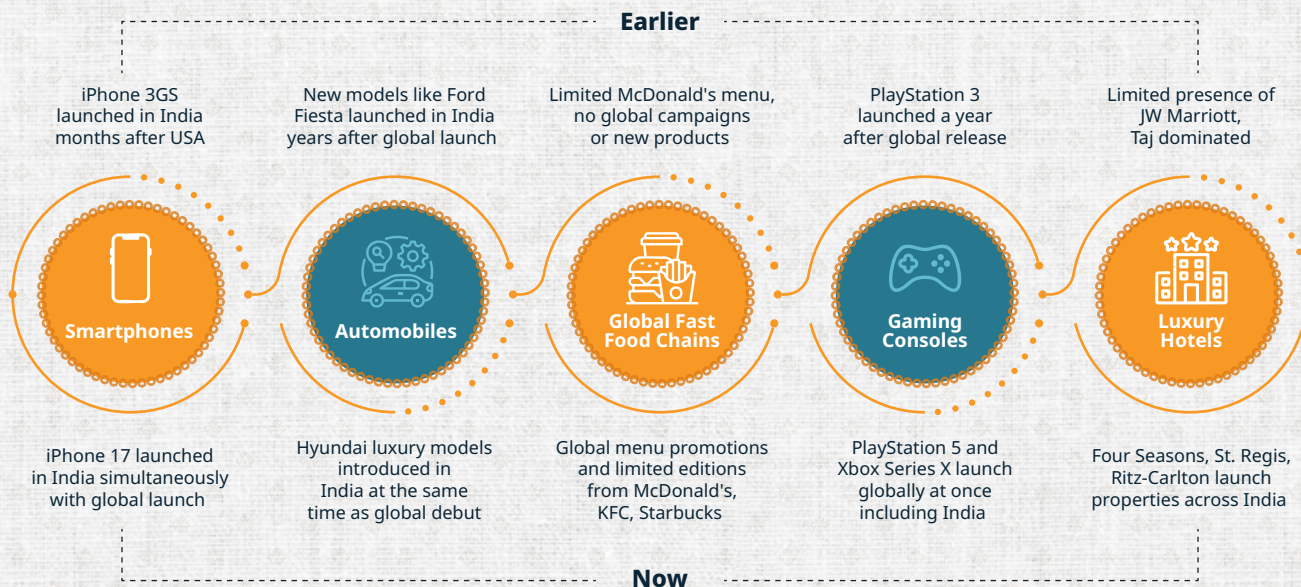 Earlier
iPhone 3GS
launched in India
months after USA
New models like Ford
Fiesta launched in India
years after global launch
Limited McDonald's menu,
no global campaigns
or new products
PlayStation 3
launched a year
after global release
Limited presence of
JW Marriott,
Taj dominated
Smartphones
Automobiles
Global Fast
Food Chains
Gaming
Consoles
Luxury
Hotels
iPhone 17 launched
in India simultaneously
with global launch
Hyundai luxury models
introduced in
India at the same
time as global debut
Global menu promotions
and limited editions
from McDonald's,
KFC, Starbucks
PlayStation 5 and
Xbox Series X launch
globally at once
including India
Four Seasons, St. Regis,
Ritz-Carlton launch
properties across India
Now